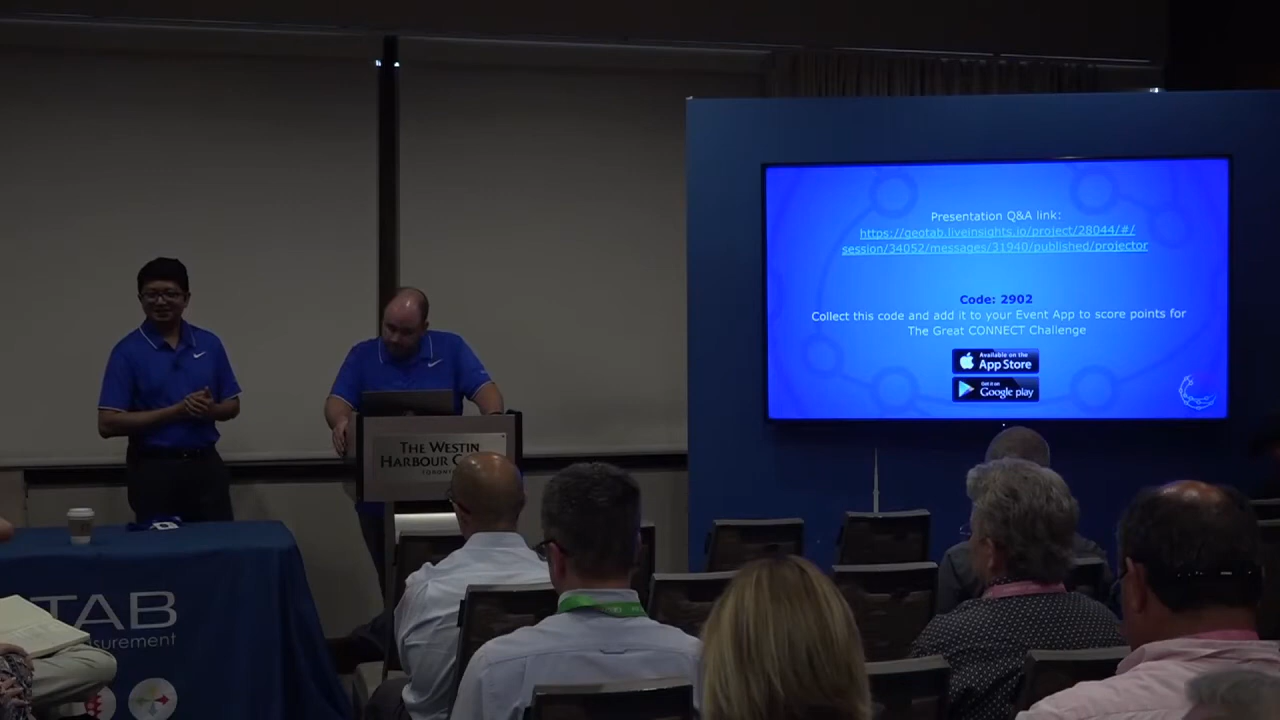 Presentation Q&A link:
https://geotab.liveinsights.io/project/28044/#/
session/34052/messages/31940/published/projector
Code: 2902
Collect this code and add it to your Event App to score points for
The Great CONNECT Challenge
Available on the
App Store
Get it on
Google play
THE WESTIN
HARBOUR
TORONTO
TAB
surement